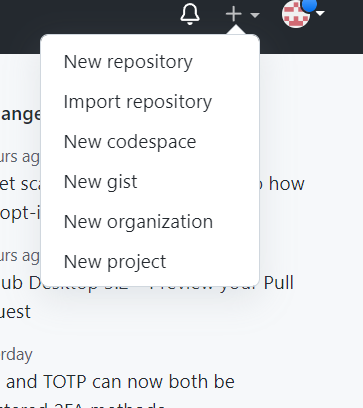 New repository
ange
Import repository
urs ag
New codespace
et sca
New gist
o how
opt-i
New organization
urs ag
New project
ub Desktop 3.2 – Preview your Pull
uest
rday
and TOTP can now both be